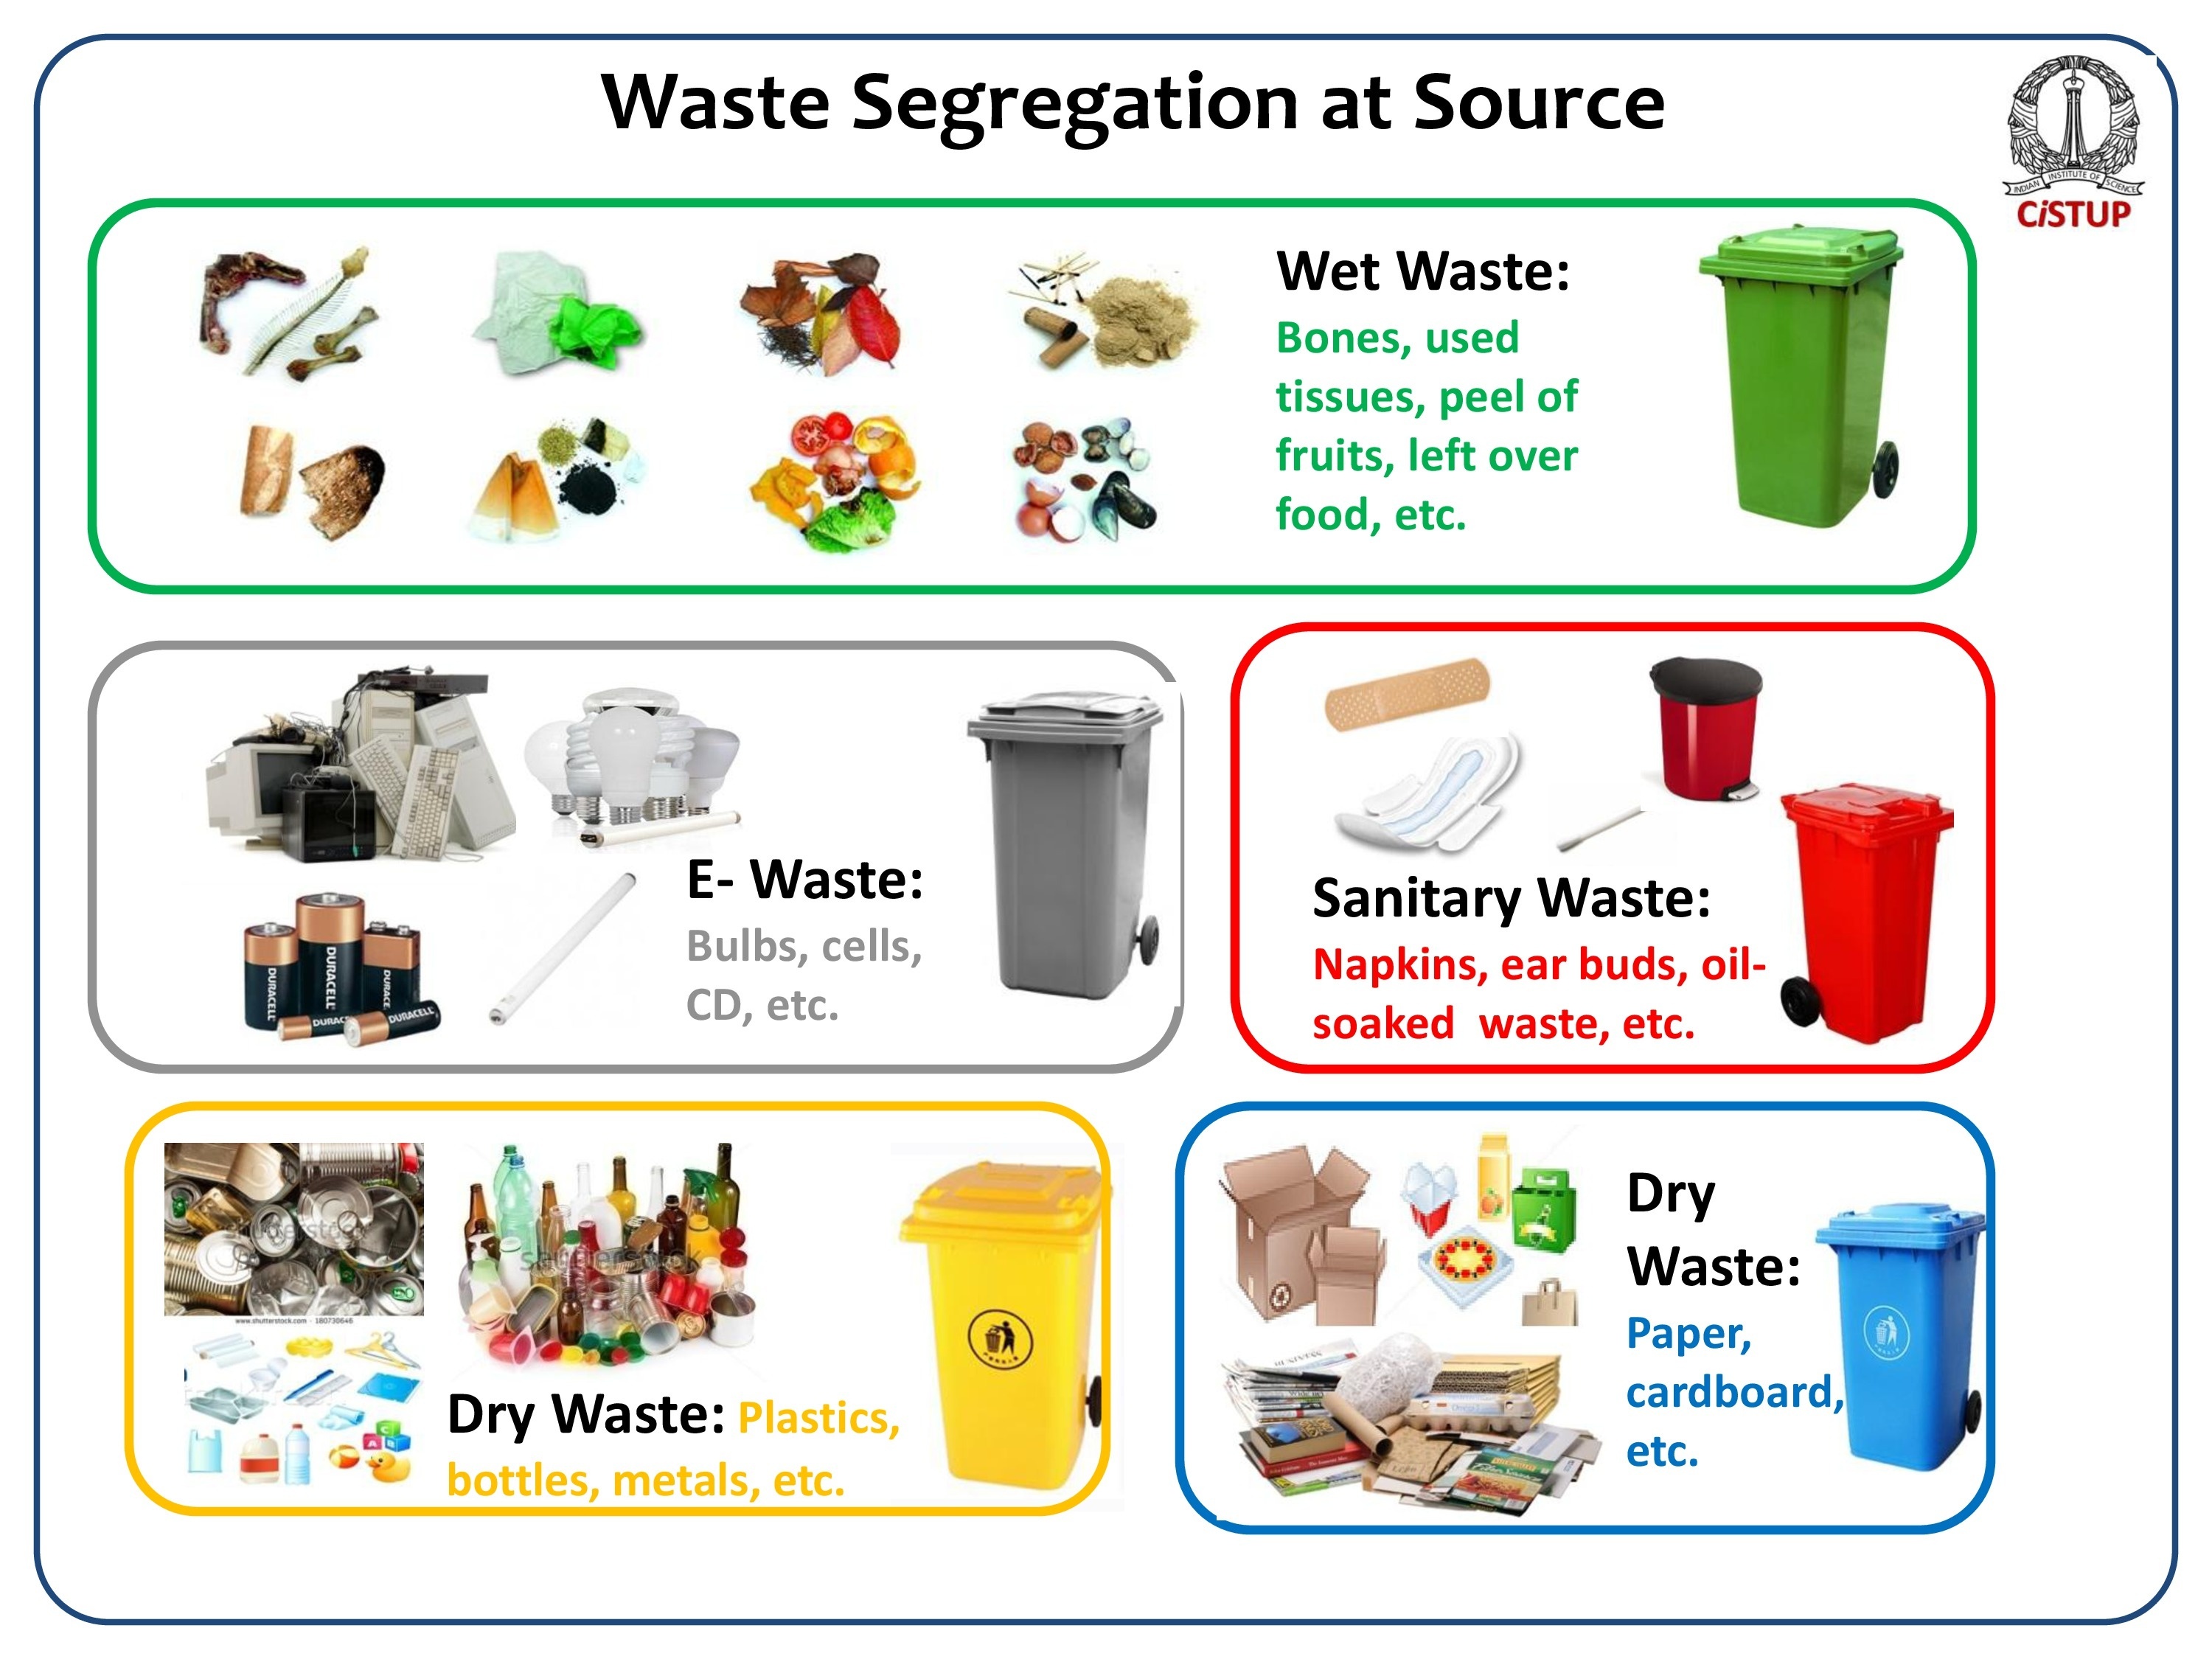 Waste Segregation at Source
INDIAN INSTITUTE OF SCIENCE
CiSTUP
Wet Waste:
Bones, used
tissues, peel of
fruits, left over
food, etc.
E- Waste:
Bulbs, cells,
CD, etc.
DURACELL
DURACELL
DURACELL
Sanitary Waste:
Napkins, ear buds, oil-
soaked waste, etc.
shutterstock
www.shutterstock.com · 180730646
shutterstock
Dry Waste: Plastics,
bottles, metals, etc.
Dry
Waste:
Paper,
cardboard,
etc.